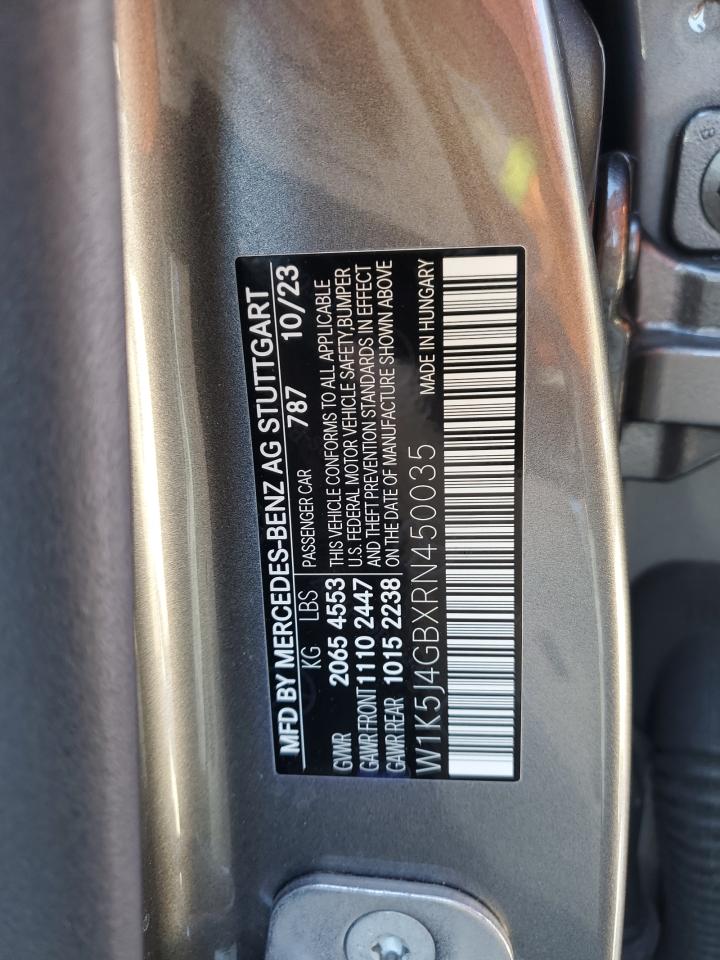 MFD BY MERCEDES-BENZ AG STUTTGART
KG LBS PASSENGER CAR 787 10/23
GWR 2065 4553 THIS VEHICLE CONFORMS TO ALL APPLICABLE
GAWR FRONT 1110 2447 U.S. FEDERAL MOTOR VEHICLE SAFETY, BUMPER
GAWR REAR 1015 2238 AND THEFT PREVENTION STANDARDS IN EFFECT
ON THE DATE OF MANUFACTURE SHOWN ABOVE
W1K5J4GBXRN450035 MADE IN HUNGARY